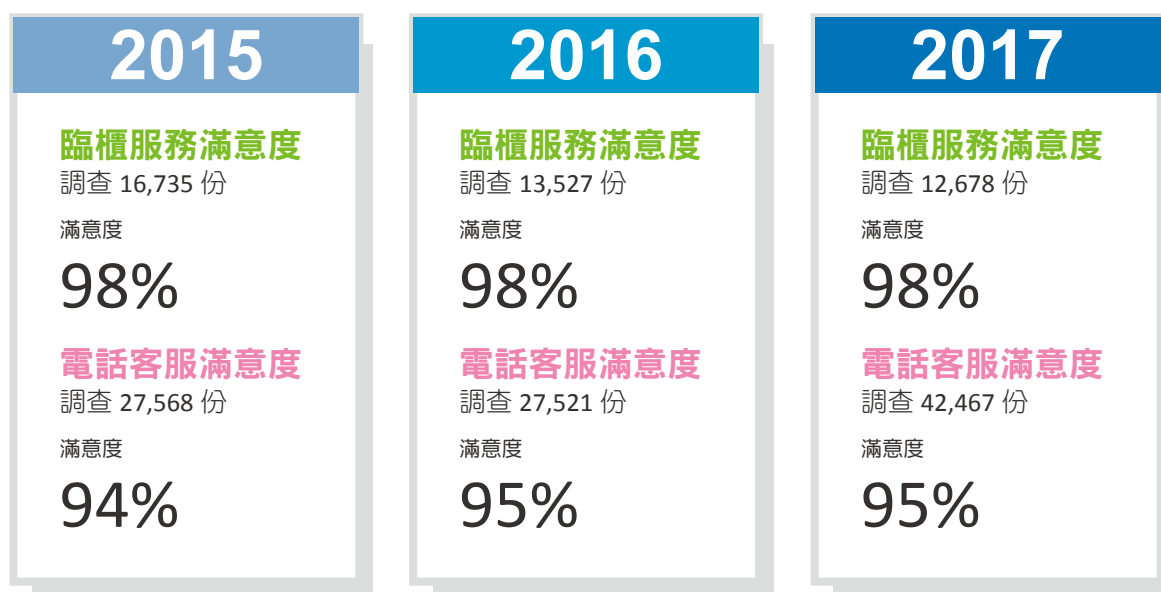 2015
臨櫃服務滿意度
調查 16,735 份
滿意度
98%
電話客服滿意度
調查 27,568 份
滿意度
94%
2016
臨櫃服務滿意度
調查 13,527 份
滿意度
98%
電話客服滿意度
調查 27,521 份
滿意度
95%
2017
臨櫃服務滿意度
調查 12,678 份
滿意度
98%
電話客服滿意度
調查 42,467 份
滿意度
95%